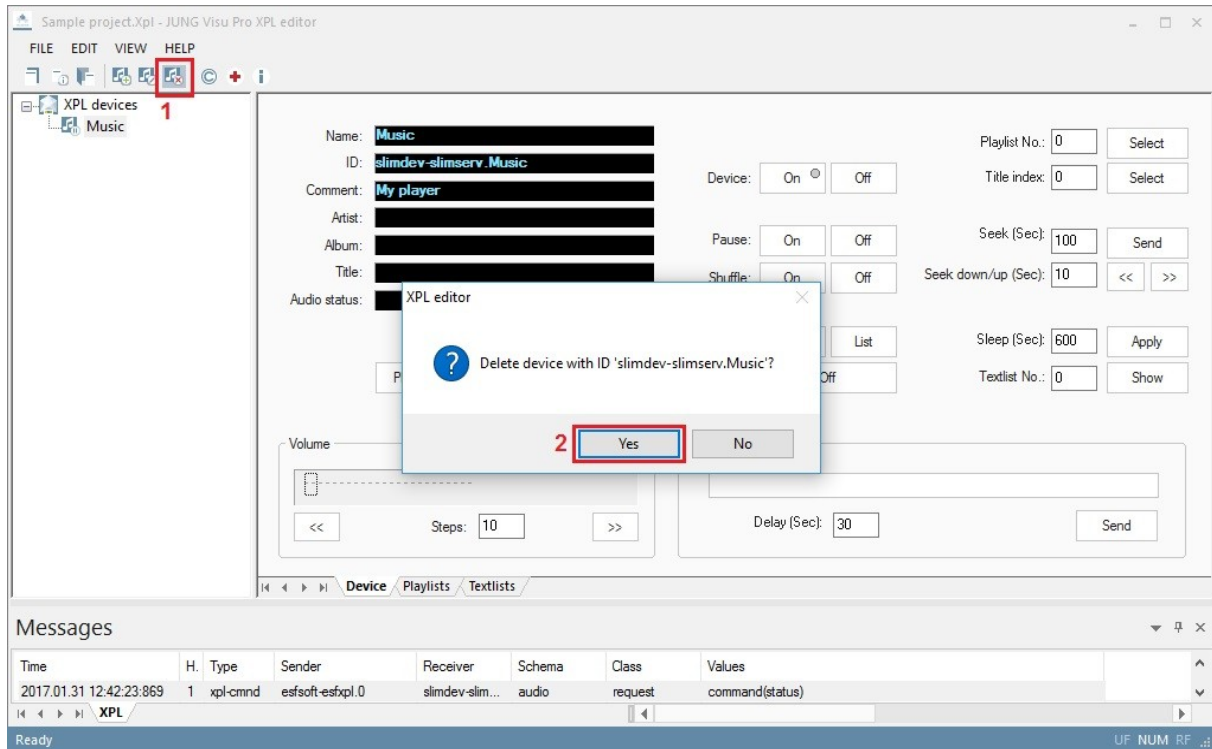 Sample project.Xpl - JUNG Visu Pro XPL editor
FILE EDIT VIEW HELP
1
XPL devices
Music
Name: Music
ID: slimdev-slimserv.Music
Comment: My player
Artist:
Album:
Title:
Audio status:
Device: On Off
Pause: On Off
Shuffle: On Off
List
Off
Playlist No.: 0 Select
Title index: 0 Select
Seek (Sec): 100 Send
Seek down/up (Sec): 10 << >>
Sleep (Sec): 600 Apply
Textlist No.: 0 Show
XPL editor
Delete device with ID 'slimdev-slimserv.Music'?
2 Yes No
Volume
<< Steps: 10 >>
Delay (Sec): 30 Send
Device Playlists Textlists
Messages
Time H. Type Sender Receiver Schema Class Values
2017.01.31 12:42:23:869 1 xpl-cmnd esfsoft-esfxpl.0 slimdev-slim... audio request command(status)
XPL
Ready UF NUM RF